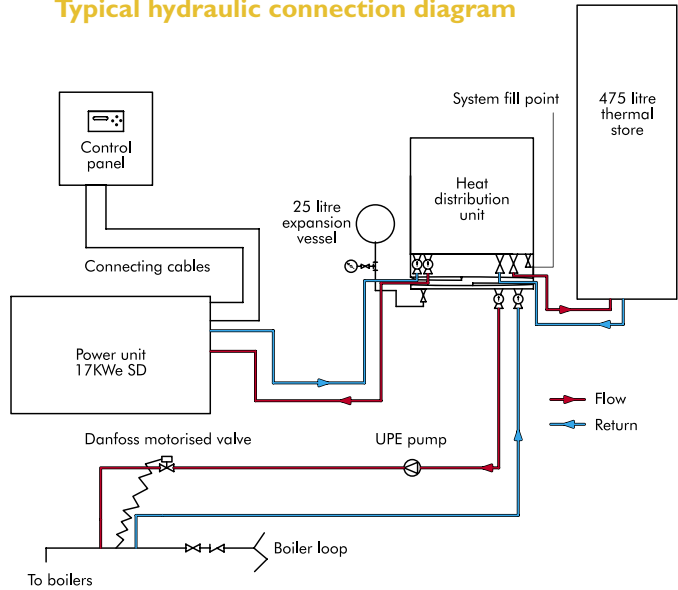 Typical hydraulic connection diagram
System fill point
475 litre
thermal
store
Control
panel
Heat
distribution
unit
25 litre
expansion
vessel
Connecting cables
Power unit
17KWe SD
Flow
Return
Danfoss motorised valve
UPE pump
Boiler loop
To boilers